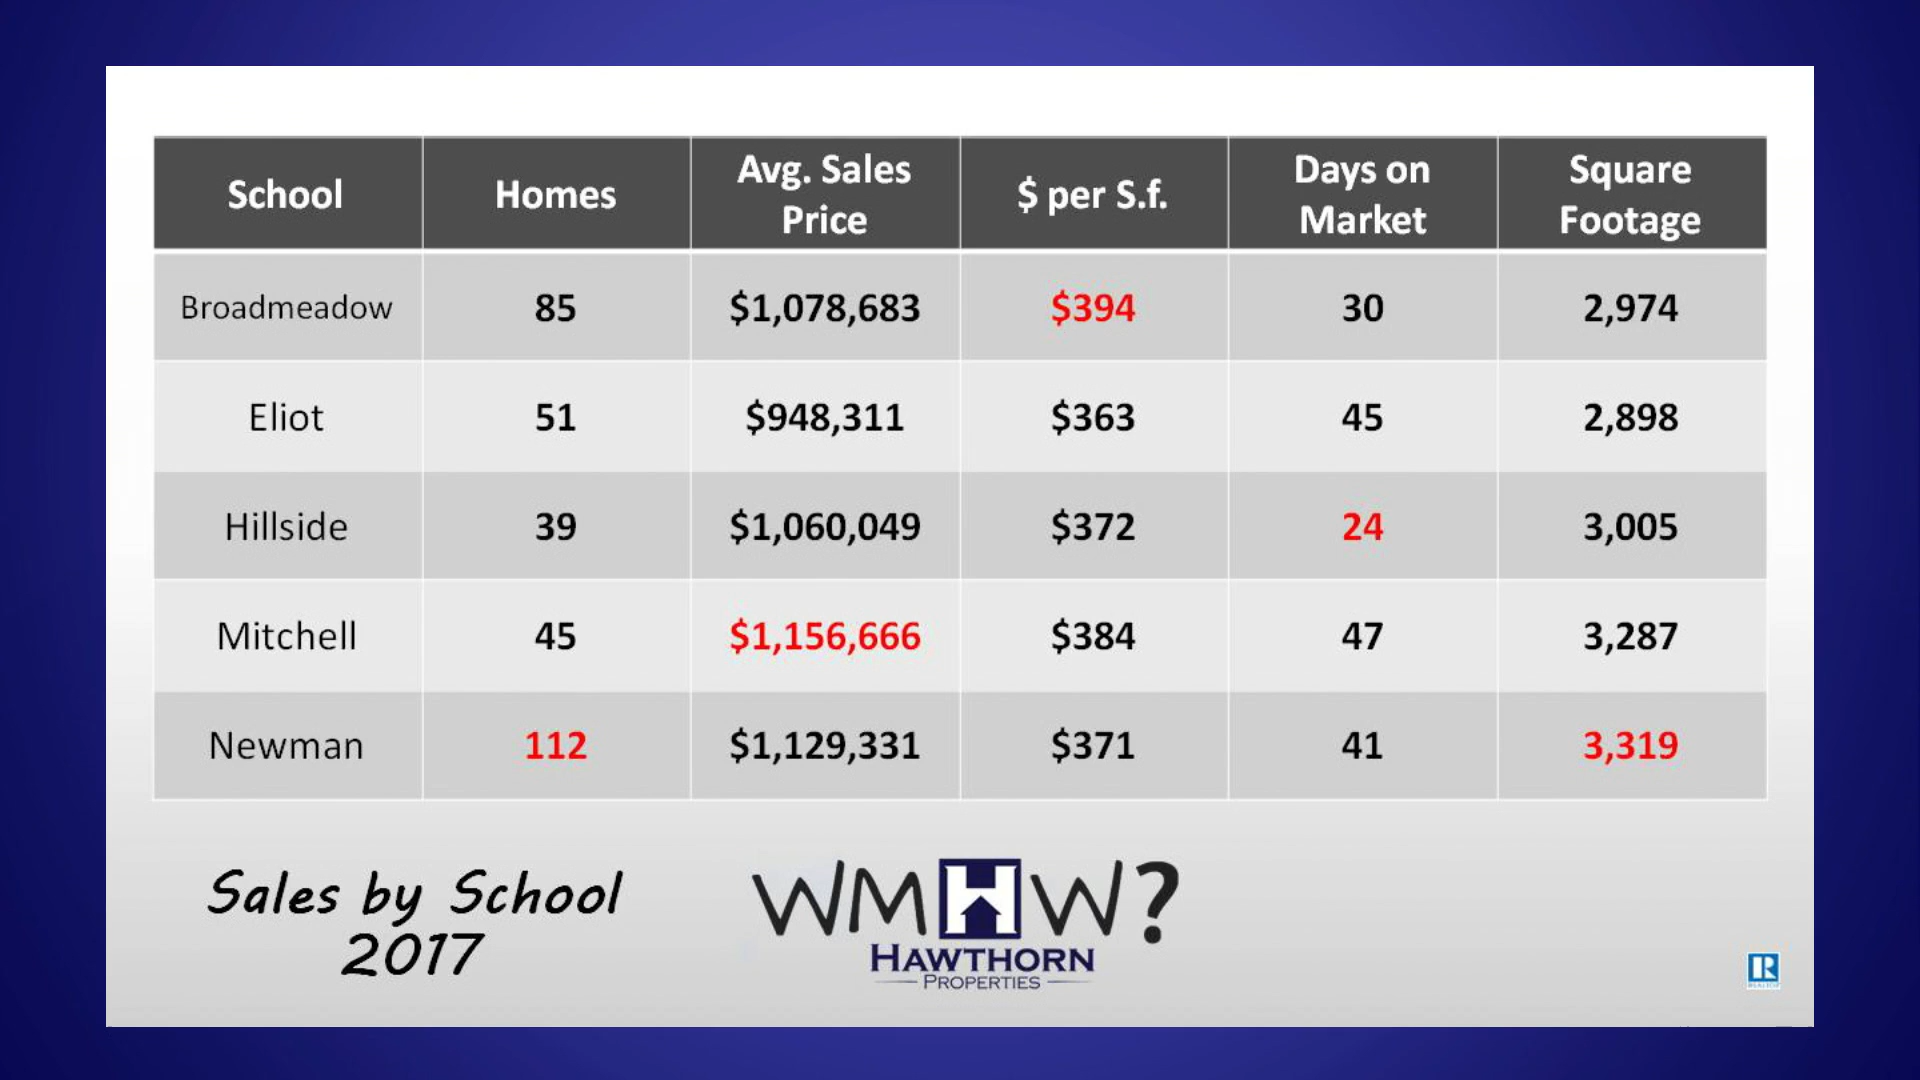 School Homes Avg. Sales Price $ per S.f. Days on Market Square Footage
Broadmeadow 85 $1,078,683 $394 30 2,974
Eliot 51 $948,311 $363 45 2,898
Hillside 39 $1,060,049 $372 24 3,005
Mitchell 45 $1,156,666 $384 47 3,287
Newman 112 $1,129,331 $371 41 3,319
Sales by School
2017
WMHW?
HAWTHORN
PROPERTIES
R
REALTOR